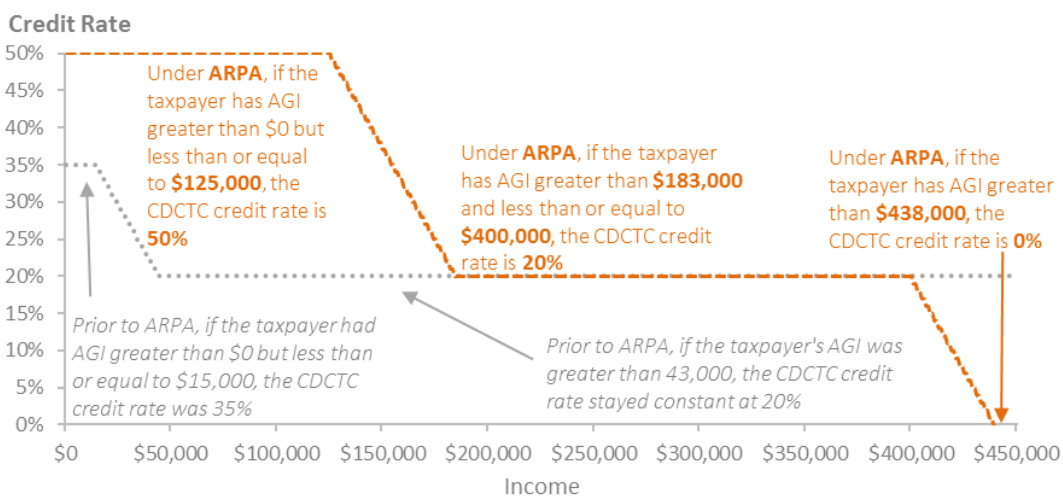 Credit Rate
50%
45%
40%
35%
30%
25%
20%
15%
10%
5%
0%
Under ARPA, if the
taxpayer has AGI
greater than $0 but
less than or equal
to $125,000, the
CDCTC credit rate is
50%
Under ARPA, if the taxpayer
has AGI greater than $183,000
and less than or equal to
$400,000, the CDCTC credit
rate is 20%
Under ARPA, if the
taxpayer has AGI greater
than $438,000, the
CDCTC credit rate is 0%
Prior to ARPA, if the taxpayer had
AGI greater than $0 but less than
or equal to $15,000, the CDCTC
credit rate was 35%
Prior to ARPA, if the taxpayer's AGI was
greater than 43,000, the CDCTC credit
rate stayed constant at 20%
$0 $50,000 $100,000 $150,000 $200,000 $250,000 $300,000 $350,000 $400,000 $450,000
Income